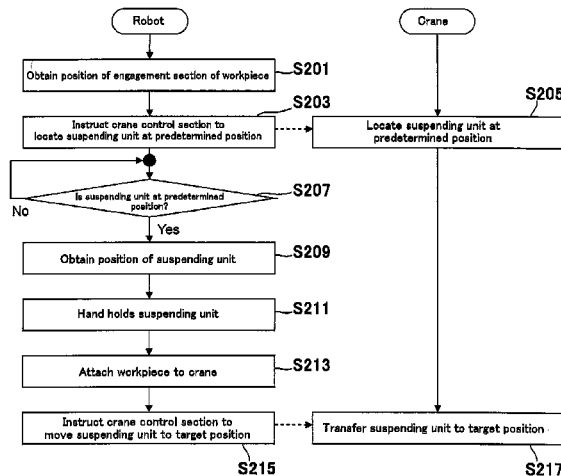 Robot
Crane
Obtain position of engagement section of workpiece
S201
S203
S205
Instruct crane control section to
locate suspending unit at predetermined position
Locate suspending unit at
predetermined position
S207
Is suspending unit at predetermined
position?
No
Yes
S209
Obtain position of suspending unit
S211
Hand holds suspending unit
S213
Attach workpiece to crane
Instruct crane control section to
move suspending unit to target position
Transfer suspending unit to target position
S215
S217